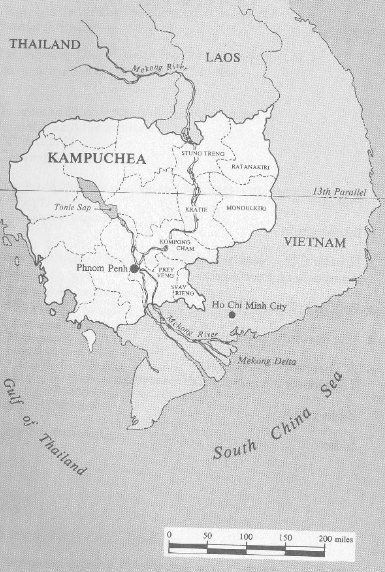 THAILAND
LAOS
Mekong River
KAMPUCHEA
STUNG TRENG
RATANAKIRI
13th Parallel
Tonle Sap
KRATIE
MONDULKIRI
VIETNAM
KOMPONG
CHAM
Phnom Penh
PREY
VENG
SVAY
RIENG
Ho Chi Minh City
Mekong River
Mekong Delta
Gulf of Thailand
South China Sea
0 50 100 150 200 miles